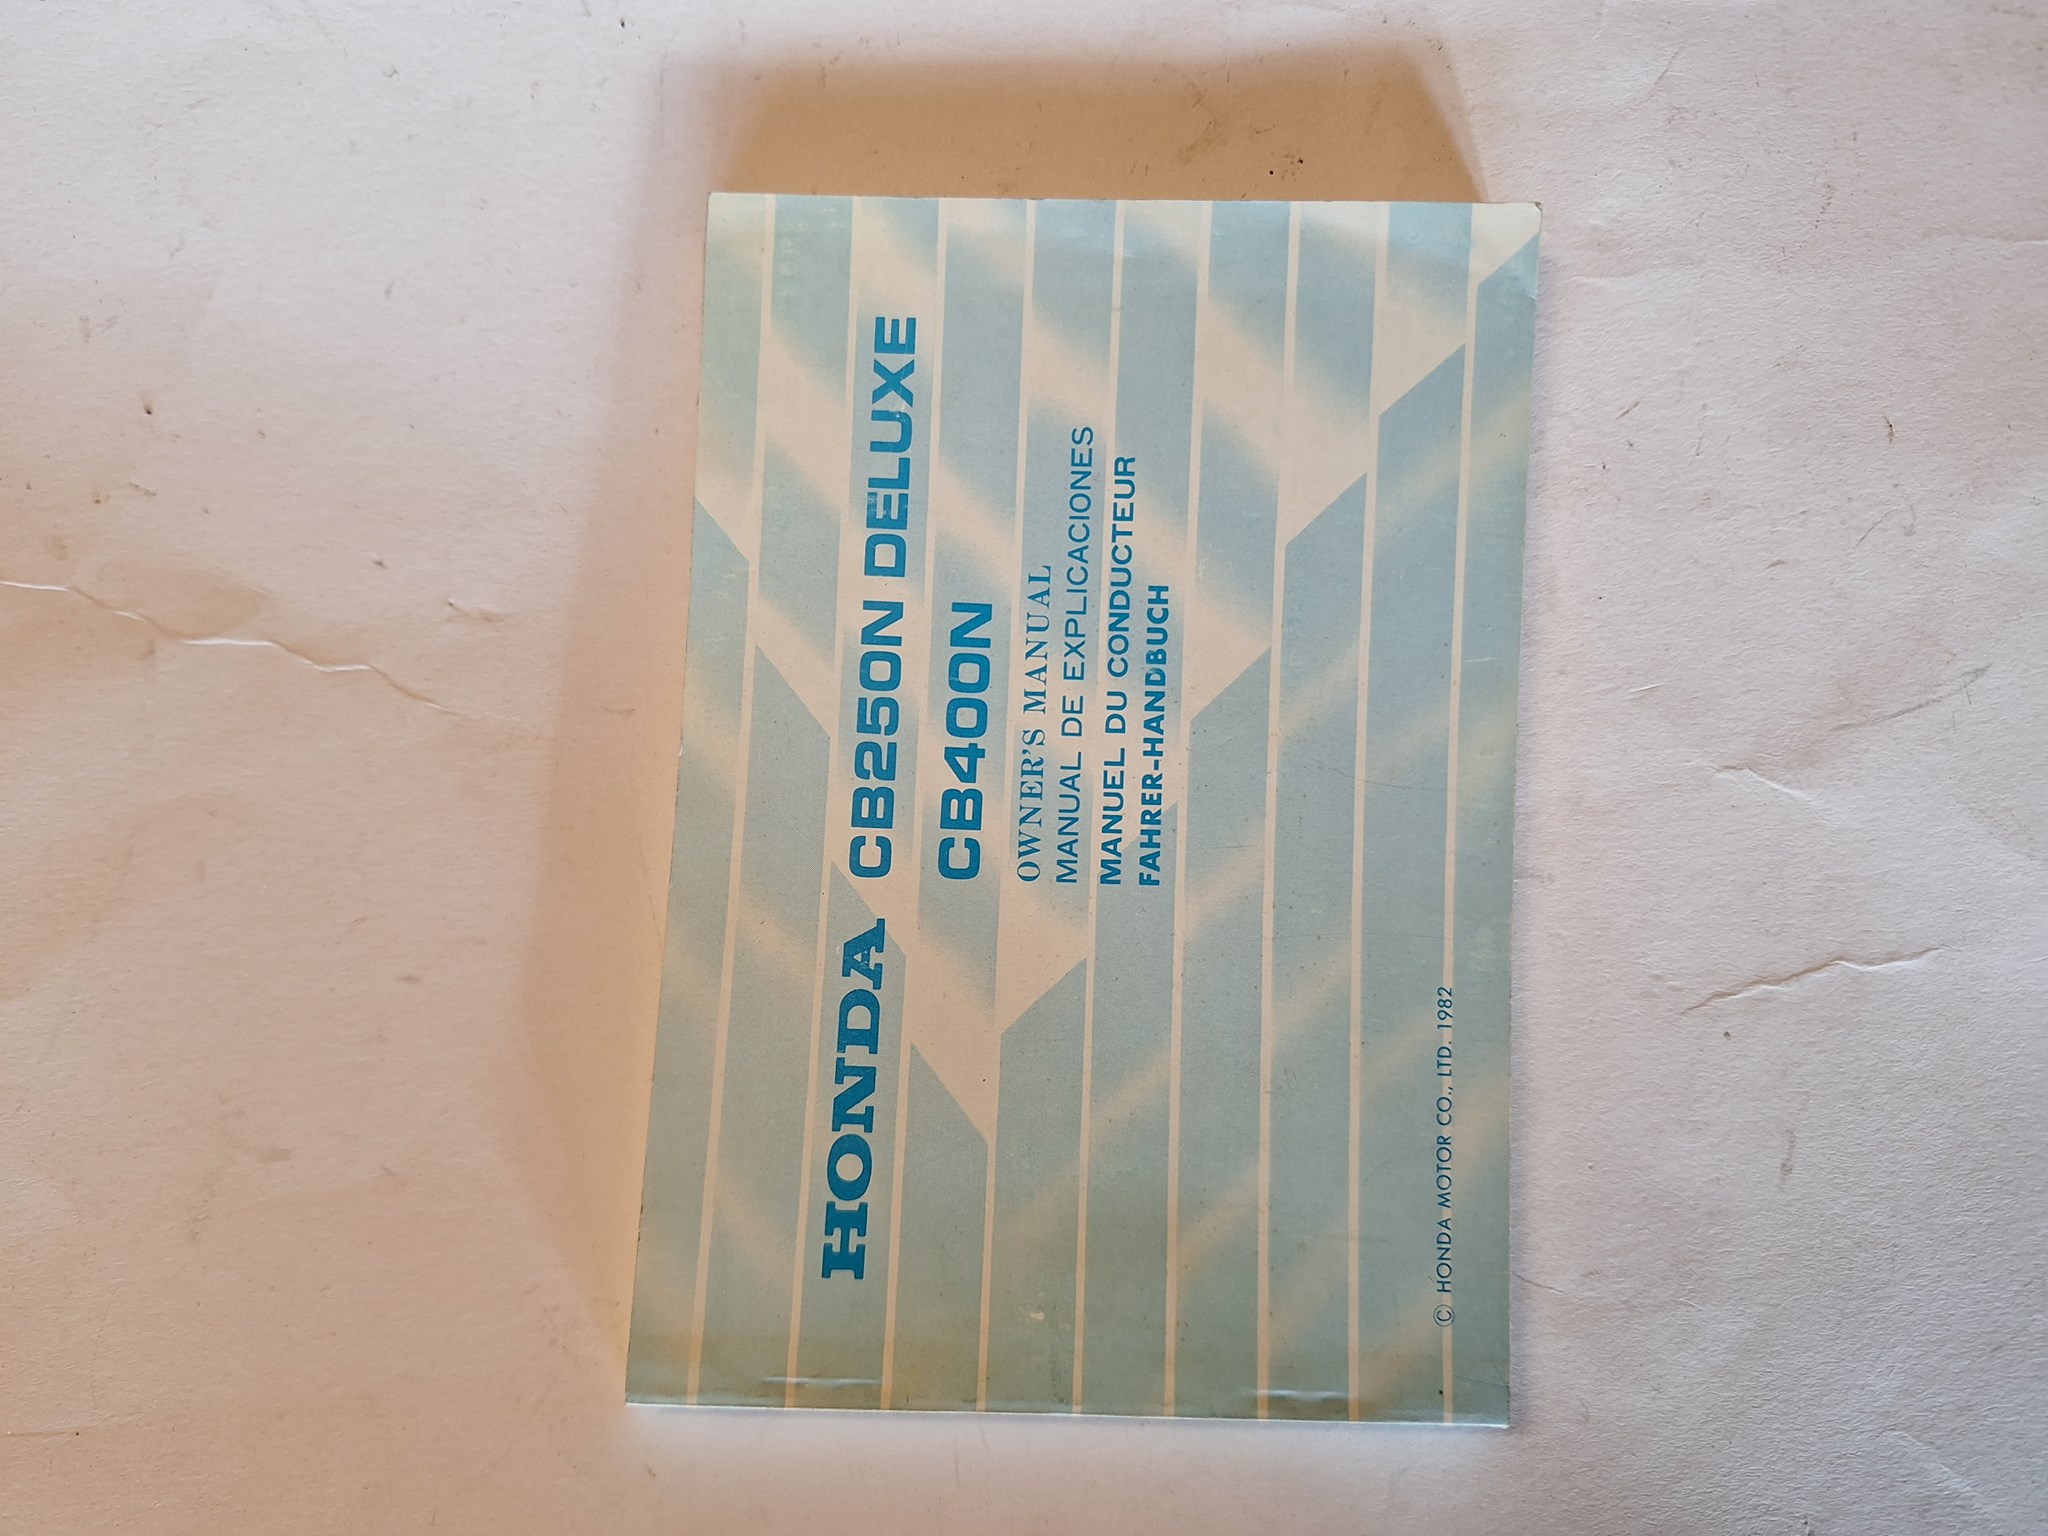 HONDA CB250N DELUXE
CB400N
OWNER'S MANUAL
MANUAL DE EXPLICACIONES
MANUEL DU CONDUCTEUR
FAHRER-HANDBUCH
© HONDA MOTOR CO., LTD. 1982